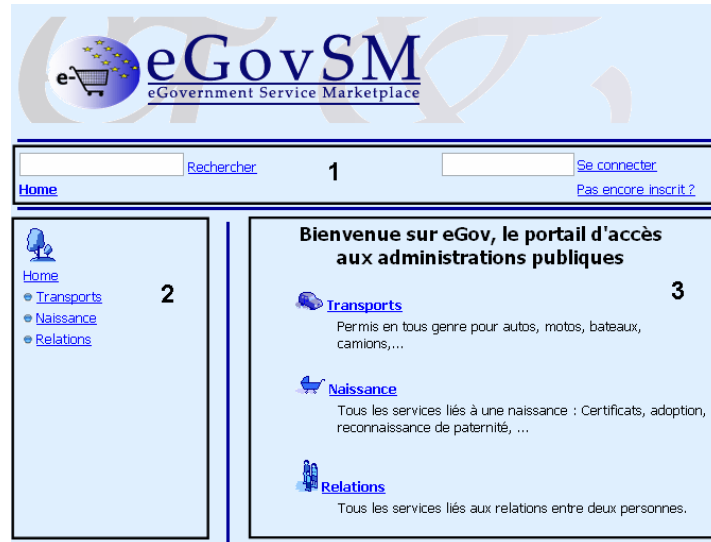 e-
eGovSM
eGovernment Service Marketplace
Rechercher
1
Se connecter
Home
Pas encore inscrit ?
Home
Transports
Naissance
Relations
2
Bienvenue sur eGov, le portail d'accès
aux administrations publiques
3
Transports
Permis en tous genre pour autos, motos, bateaux,
camions,...
Naissance
Tous les services liés à une naissance : Certificats, adoption,
reconnaissance de paternité, ...
Relations
Tous les services liés aux relations entre deux personnes.